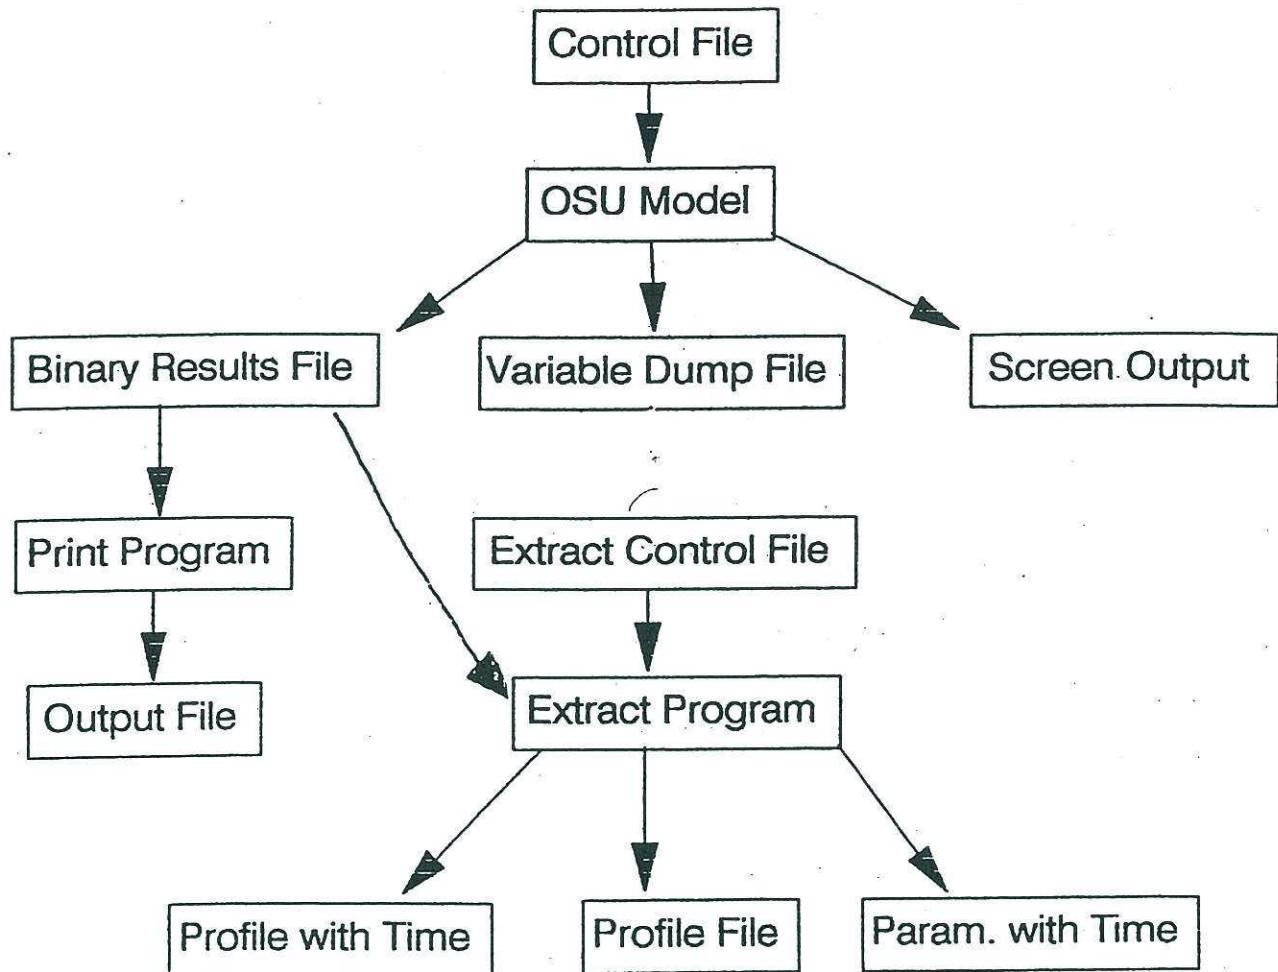 Control File
OSU Model
Binary Results File
Variable Dump File
Screen Output
Print Program
Extract Control File
Output File
Extract Program
Profile with Time
Profile File
Param. with Time